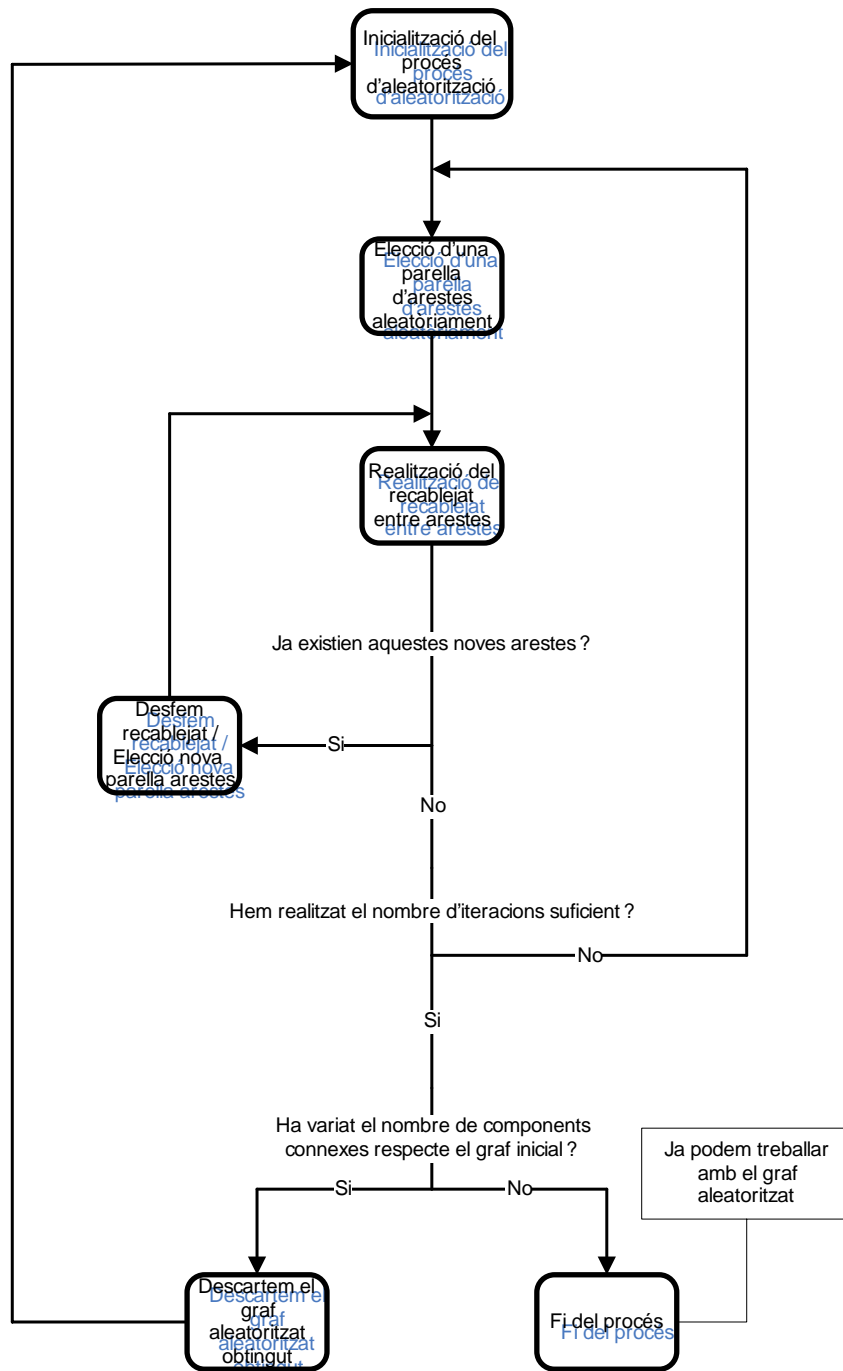 Inicialització del
procés
d'aleatorització
Elecció d'una
parella
d'arestes
aleatòriament
Realització del
recablejat
entre arestes
Ja existien aquestes noves arestes ?
Desfem
recablejat /
Elecció nova
parella arestes
Si
No
Hem realitzat el nombre d'iteracions suficient ?
No
Si
Ha variat el nombre de components
connexes respecte el graf inicial ?
Ja podem treballar
amb el graf
aleatoritzat
Si
No
Descartem el
graf
aleatoritzat
obtingut
Fi del procés